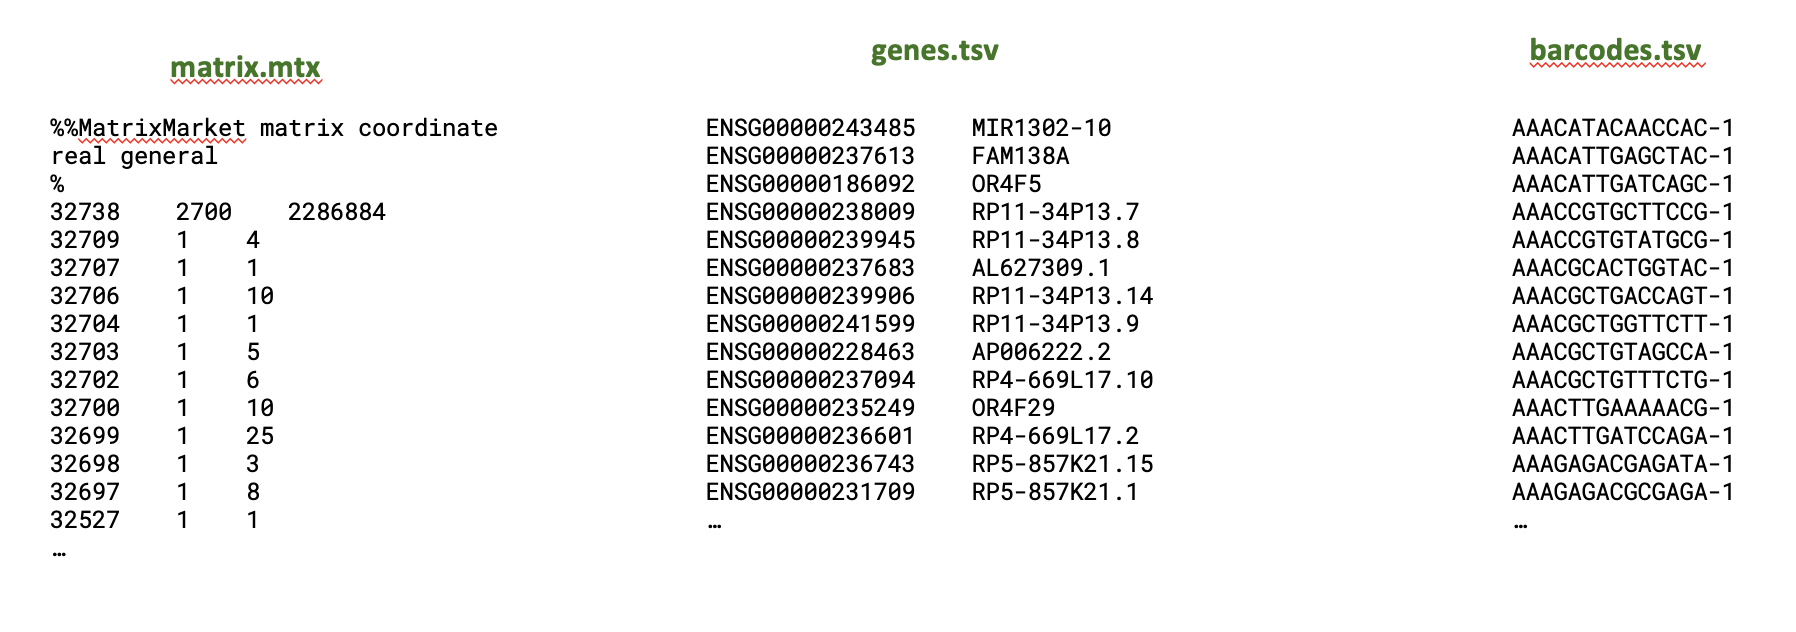 matrix.mtx
%%MatrixMarket matrix coordinate
real general
%
32738 2700 2286884
32709 1 4
32707 1 1
32706 1 10
32704 1 1
32703 1 5
32702 1 6
32700 1 10
32699 1 25
32698 1 3
32697 1 8
32527 1 1
…
genes.tsv
ENSG00000243485 MIR1302-10
ENSG00000237613 FAM138A
ENSG00000186092 OR4F5
ENSG00000238009 RP11-34P13.7
ENSG00000239945 RP11-34P13.8
ENSG00000237683 AL627309.1
ENSG00000239906 RP11-34P13.14
ENSG00000241599 RP11-34P13.9
ENSG00000228463 AP006222.2
ENSG00000237094 RP4-669L17.10
ENSG00000235249 OR4F29
ENSG00000236601 RP4-669L17.2
ENSG00000236743 RP5-857K21.15
ENSG00000231709 RP5-857K21.1
…
barcodes.tsv
AAACATACAACCAC-1
AAACATTGAGCTAC-1
AAACATTGATCAGC-1
AAACCGTGCTTCCG-1
AAACCGTGTATGCG-1
AAACGCACTGGTAC-1
AAACGCTGACCAGT-1
AAACGCTGGTTCTT-1
AAACGCTGTAGCCA-1
AAACGCTGTTTCTG-1
AAACTTGAAAAACG-1
AAACTTGATCCAGA-1
AAAGAGACGAGATA-1
AAAGAGACGCGAGA-1
…